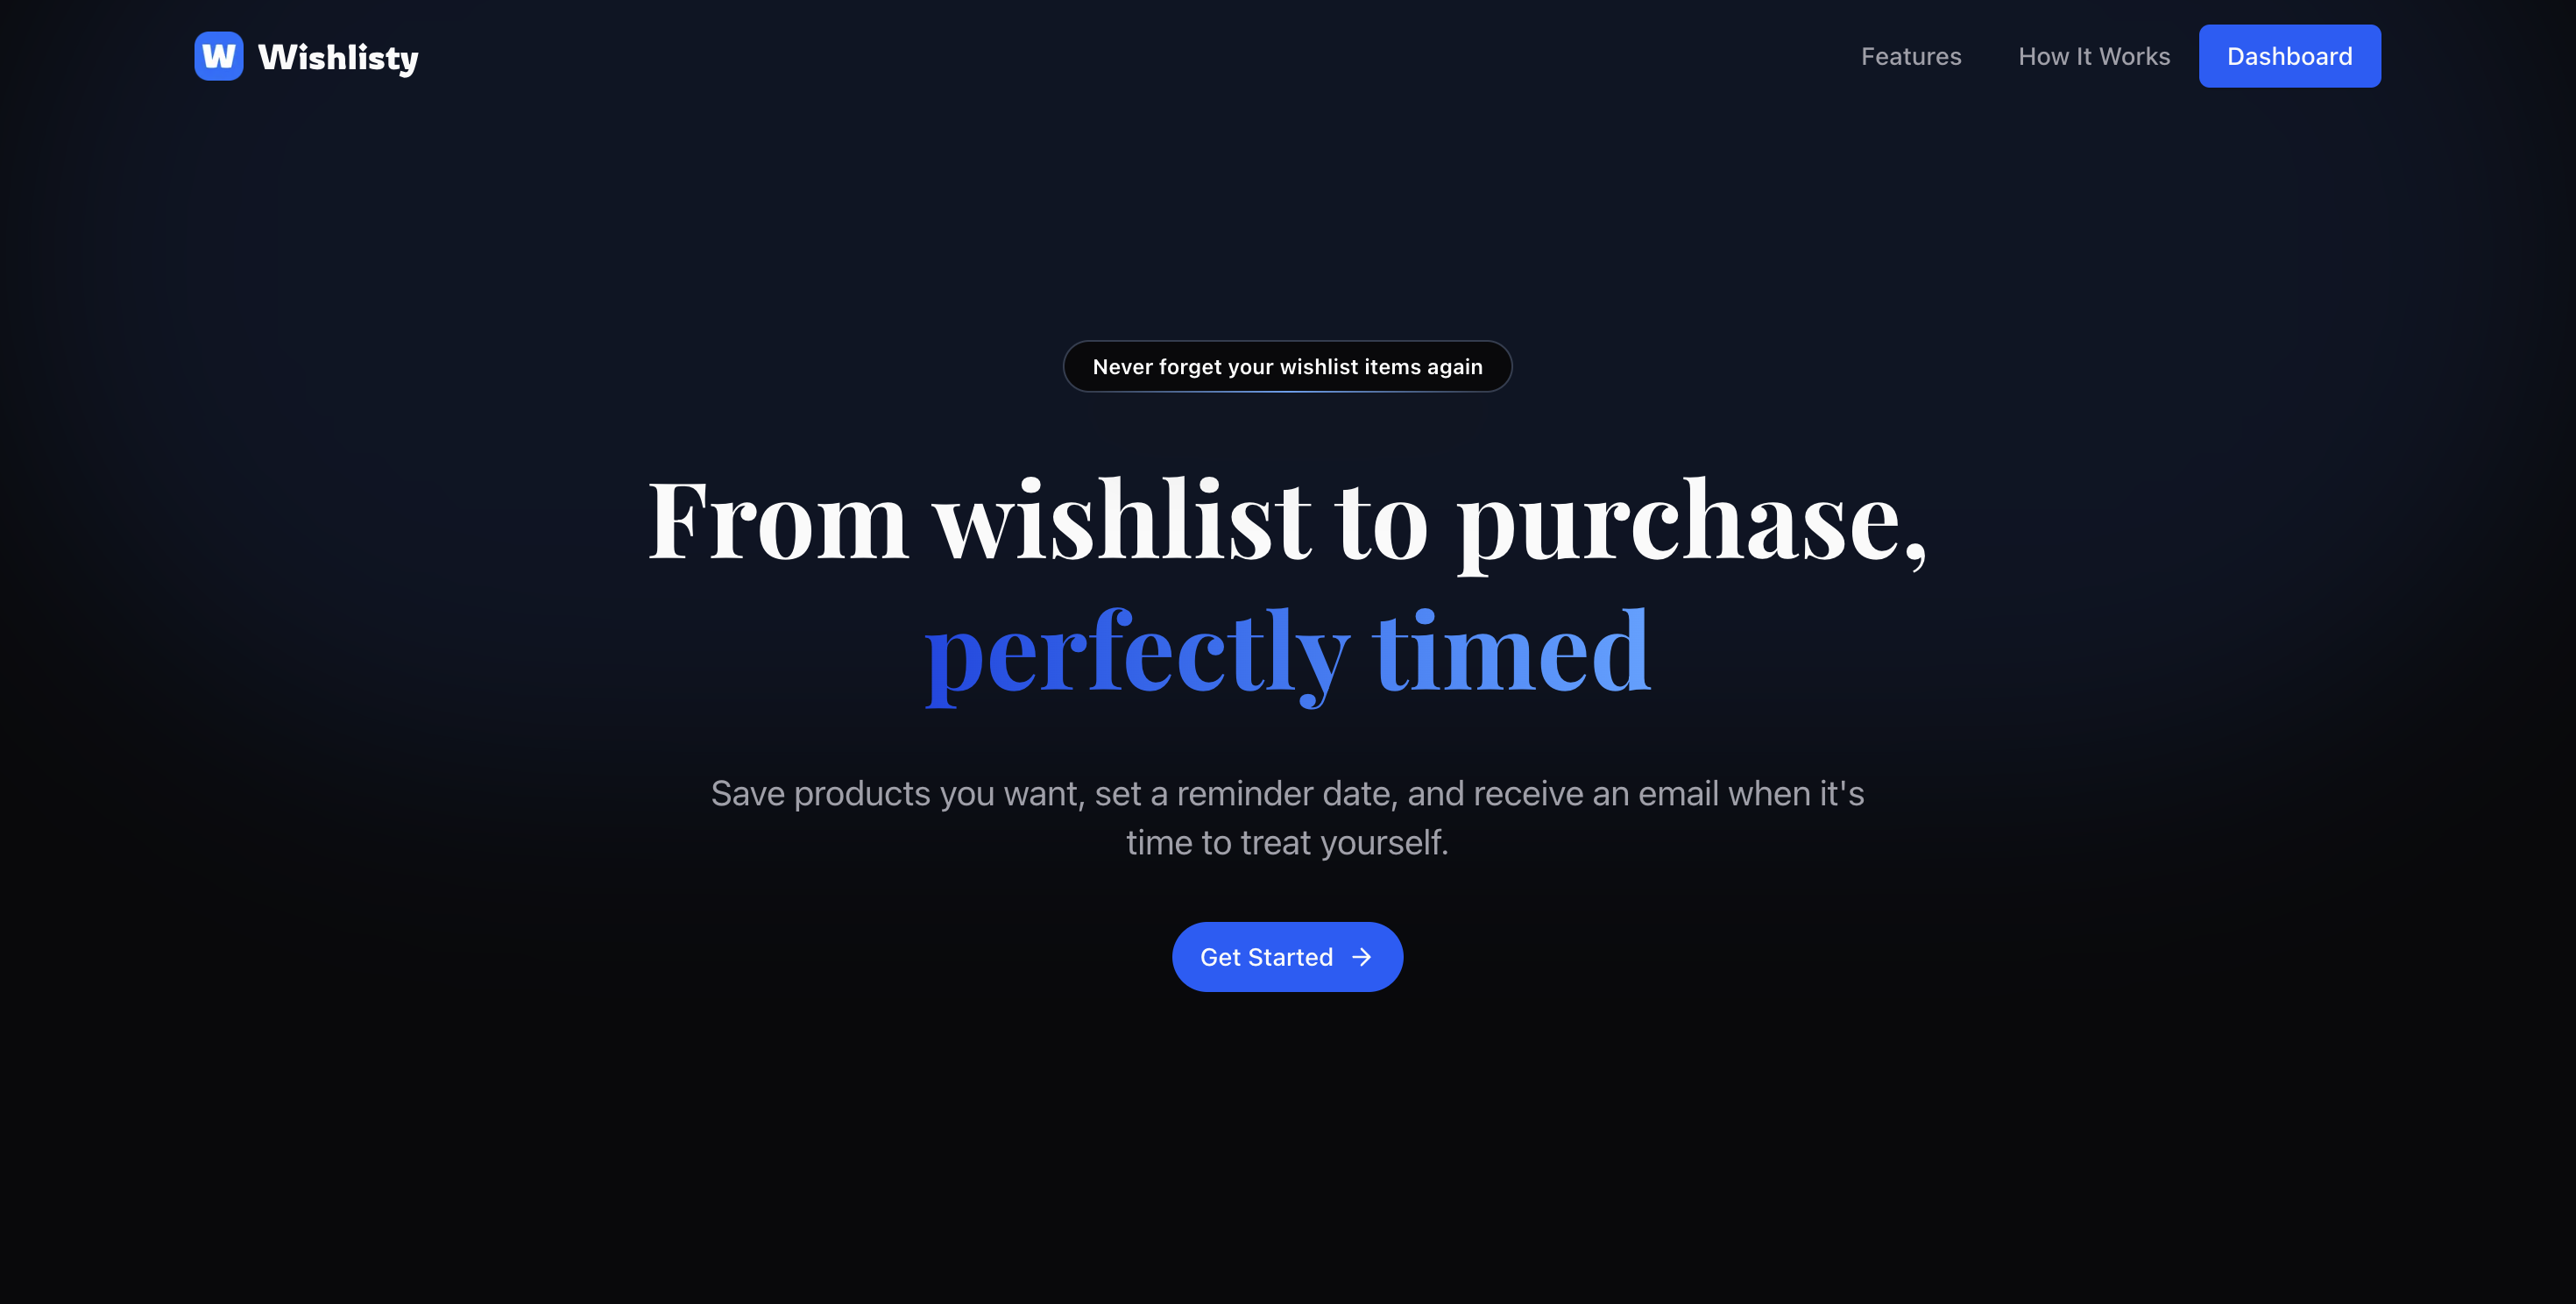 W Wishlisty
Features
How It Works
Dashboard
Never forget your wishlist items again
From wishlist to purchase,
perfectly timed
Save products you want, set a reminder date, and receive an email when it's
time to treat yourself.
Get Started →